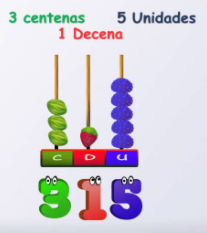 3 centenas 5 Unidades
1 Decena
C D U
315